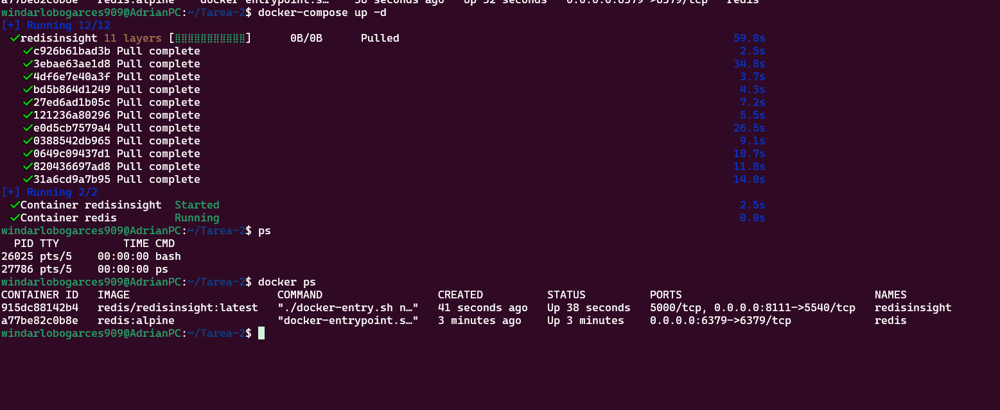 a77be82c0b8e   redis:alpine    "docker-entrypoint.s…"   38 seconds ago   Up 32 seconds   0.0.0.0:6379->6379/tcp   redis
windarlobogarces909@AdrianPC:~/Tarea-2$ docker-compose up -d
[+] Running 12/12
✔redisinsight 11 layers [⣿⣿⣿⣿⣿⣿⣿⣿⣿⣿⣿]      0B/0B      Pulled 59.8s
✔c926b61bad3b Pull complete 2.5s
✔3ebae63ae1d8 Pull complete 34.8s
✔4df6e7e40a3f Pull complete 3.7s
✔bd5b864d1249 Pull complete 4.3s
✔27ed6ad1b05c Pull complete 7.2s
✔121236a80296 Pull complete 5.5s
✔e0d5cb7579a4 Pull complete 26.5s
✔0388542db965 Pull complete 9.1s
✔0649c09437d1 Pull complete 10.7s
✔820436697ad8 Pull complete 11.8s
✔31a6cd9a7b95 Pull complete 14.0s
[+] Running 2/2
✔Container redisinsight  Started 2.5s
✔Container redis         Running 0.0s
windarlobogarces909@AdrianPC:~/Tarea-2$ ps
  PID TTY          TIME CMD
26025 pts/5    00:00:00 bash
27786 pts/5    00:00:00 ps
windarlobogarces909@AdrianPC:~/Tarea-2$ docker ps
CONTAINER ID   IMAGE                       COMMAND                  CREATED          STATUS          PORTS                              NAMES
915dc88142b4   redis/redisinsight:latest   "./docker-entry.sh n…"   41 seconds ago   Up 38 seconds   5000/tcp, 0.0.0.0:8111->5540/tcp   redisinsight
a77be82c0b8e   redis:alpine                "docker-entrypoint.s…"   3 minutes ago    Up 3 minutes    0.0.0.0:6379->6379/tcp             redis
windarlobogarces909@AdrianPC:~/Tarea-2$